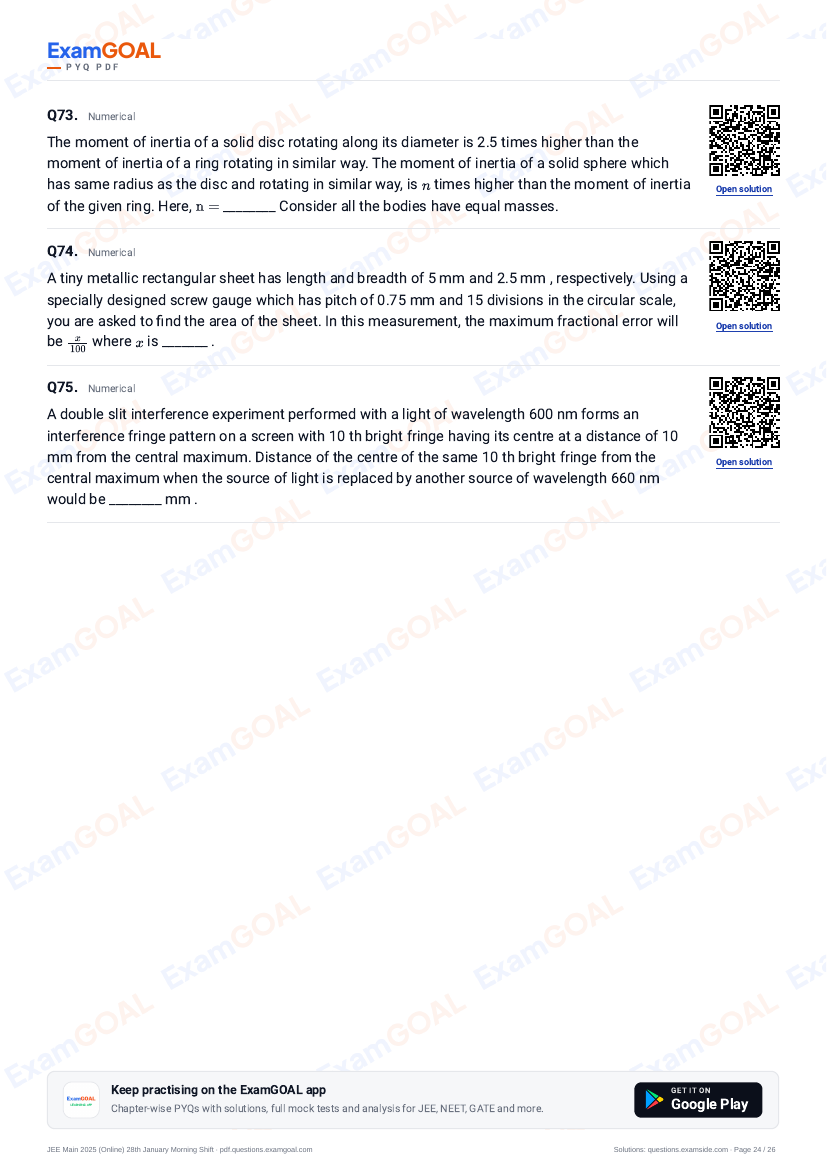 ExamGOAL
PYQ PDF
Q73. Numerical
The moment of inertia of a solid disc rotating along its diameter is 2.5 times higher than the
moment of inertia of a ring rotating in similar way. The moment of inertia of a solid sphere which
has same radius as the disc and rotating in similar way, is n times higher than the moment of inertia
of the given ring. Here, n = ________ Consider all the bodies have equal masses.
Open solution
Q74. Numerical
A tiny metallic rectangular sheet has length and breadth of 5 mm and 2.5 mm , respectively. Using a
specially designed screw gauge which has pitch of 0.75 mm and 15 divisions in the circular scale,
you are asked to find the area of the sheet. In this measurement, the maximum fractional error will
be x/100 where x is _______ .
Open solution
Q75. Numerical
A double slit interference experiment performed with a light of wavelength 600 nm forms an
interference fringe pattern on a screen with 10 th bright fringe having its centre at a distance of 10
mm from the central maximum. Distance of the centre of the same 10 th bright fringe from the
central maximum when the source of light is replaced by another source of wavelength 660 nm
would be ________ mm .
Open solution
ExamGOAL
Keep practising on the ExamGOAL app
Chapter-wise PYQs with solutions, full mock tests and analysis for JEE, NEET, GATE and more.
GET IT ON
Google Play
JEE Main 2025 (Online) 28th January Morning Shift · pdf.questions.examgoal.com
Solutions: questions.examside.com · Page 24 / 26